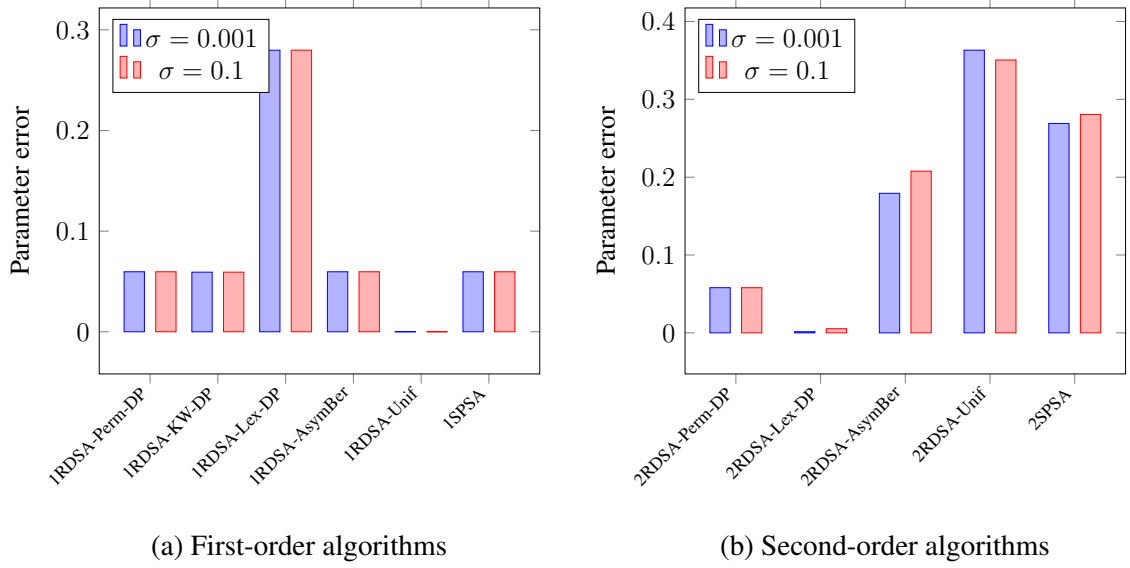 0.3
0.2
0.1
0
Parameter error
σ = 0.001
σ = 0.1
1RDSA-Perm-DP
1RDSA-KW-DP
1RDSA-Lex-DP
1RDSA-AsymBer
1RDSA-Unif
1SPSA
(a) First-order algorithms
0.4
0.3
0.2
0.1
0
Parameter error
σ = 0.001
σ = 0.1
2RDSA-Perm-DP
2RDSA-Lex-DP
2RDSA-AsymBer
2RDSA-Unif
2SPSA
(b) Second-order algorithms